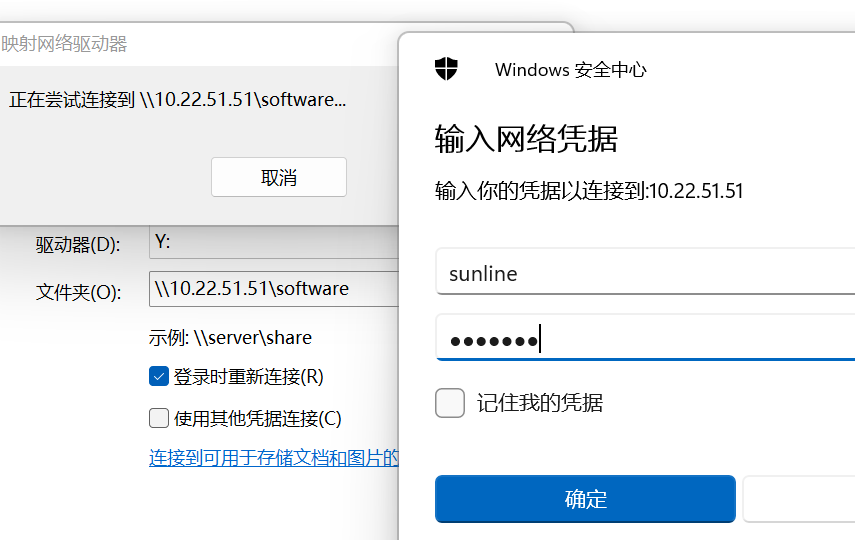 映射网络驱动器
正在尝试连接到 \\10.22.51.51\software...
取消
驱动器(D):
Y:
文件夹(O):
\\10.22.51.51\software
示例: \\server\share
登录时重新连接(R)
使用其他凭据连接(C)
连接到可用于存储文档和图片的
Windows 安全中心
输入网络凭据
输入你的凭据以连接到:10.22.51.51
sunline
●●●●●●●
记住我的凭据
确定